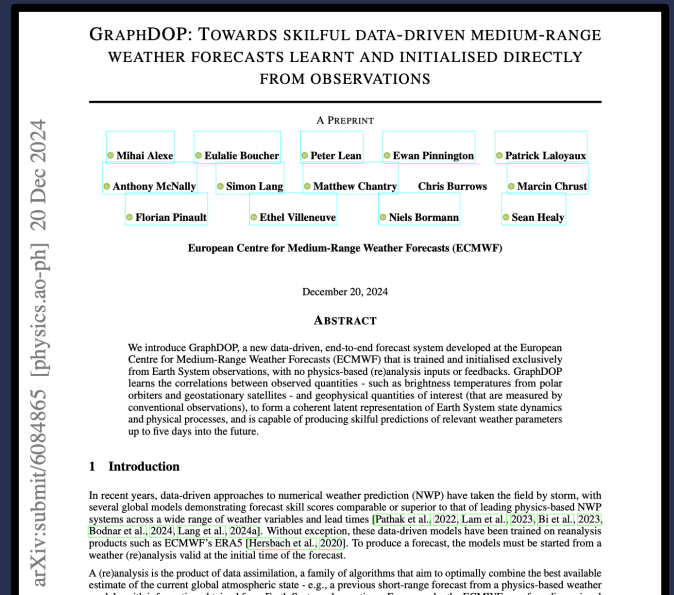 GRAPHDOP: TOWARDS SKILFUL DATA-DRIVEN MEDIUM-RANGE
WEATHER FORECASTS LEARNT AND INITIALISED DIRECTLY
FROM OBSERVATIONS
A PREPRINT
Mihai Alexe Eulalie Boucher Peter Lean Ewan Pinnington Patrick Laloyaux
Anthony McNally Simon Lang Matthew Chantry Chris Burrows Marcin Chrust
Florian Pinault Ethel Villeneuve Niels Bormann Sean Healy
European Centre for Medium-Range Weather Forecasts (ECMWF)
December 20, 2024
ABSTRACT
We introduce GraphDOP, a new data-driven, end-to-end forecast system developed at the European
Centre for Medium-Range Weather Forecasts (ECMWF) that is trained and initialised exclusively
from Earth System observations, with no physics-based (re)analysis inputs or feedbacks. GraphDOP
learns the correlations between observed quantities - such as brightness temperatures from polar
orbiters and geostationary satellites - and geophysical quantities of interest (that are measured by
conventional observations), to form a coherent latent representation of Earth System state dynamics
and physical processes, and is capable of producing skilful predictions of relevant weather parameters
up to five days into the future.
1 Introduction
In recent years, data-driven approaches to numerical weather prediction (NWP) have taken the field by storm, with
several global models demonstrating forecast skill scores comparable or superior to that of leading physics-based NWP
systems across a wide range of weather variables and lead times [Pathak et al., 2022, Lam et al., 2023, Bi et al., 2023,
Bodnar et al., 2024, Lang et al., 2024a]. Without exception, these data-driven models have been trained on reanalysis
products such as ECMWF's ERA5 [Hersbach et al., 2020]. To produce a forecast, the models must be started from a
weather (re)analysis valid at the initial time of the forecast.
A (re)analysis is the product of data assimilation, a family of algorithms that aim to optimally combine the best available
estimate of the current global atmospheric state - e.g., a previous short-range forecast from a physics-based weather
arXiv:submit/6084865 [physics.ao-ph] 20 Dec 2024